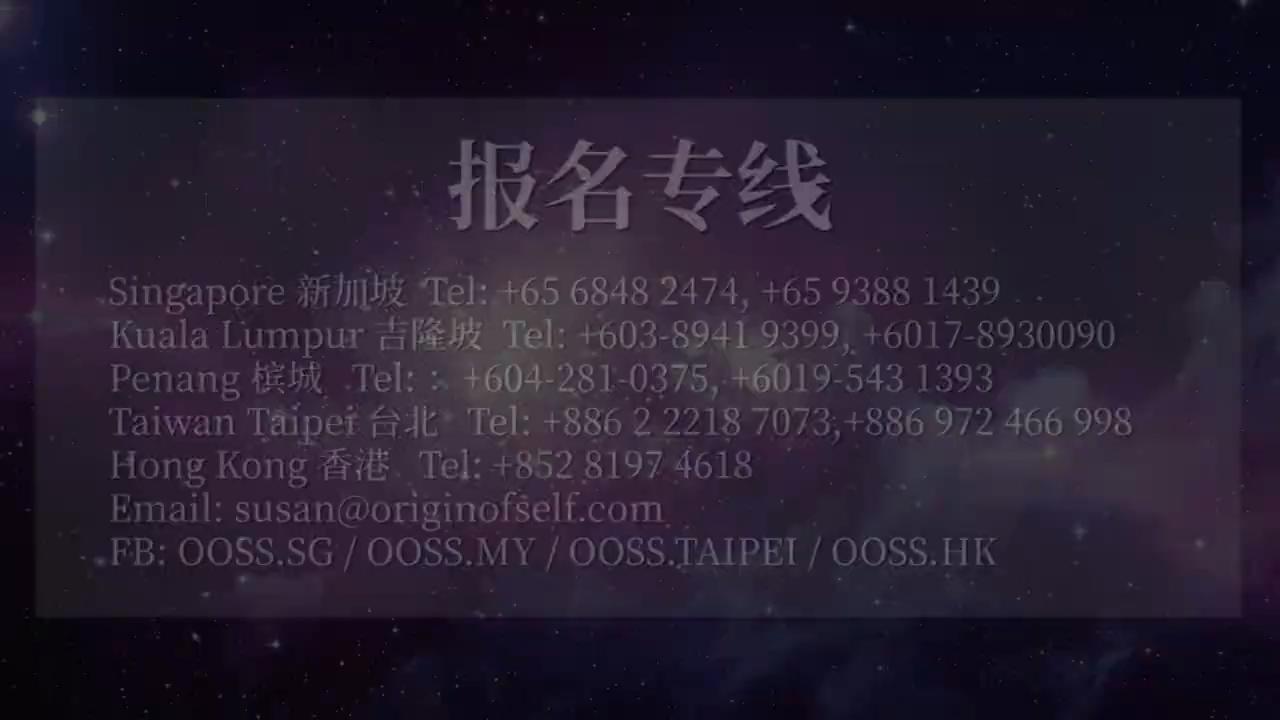 报名专线
Singapore 新加坡 Tel: +65 6848 2474, +65 9388 1439
Kuala Lumpur 吉隆坡 Tel: +603-8941 9399, +6017-8930090
Penang 槟城 Tel: : +604-281-0375, +6019-543 1393
Taiwan Taipei 台北 Tel: +886 2 2218 7073,+886 972 466 998
Hong Kong 香港 Tel: +852 8197 4618
Email: susan@originofself.com
FB: OOSS.SG / OOSS.MY / OOSS.TAIPEI / OOSS.HK